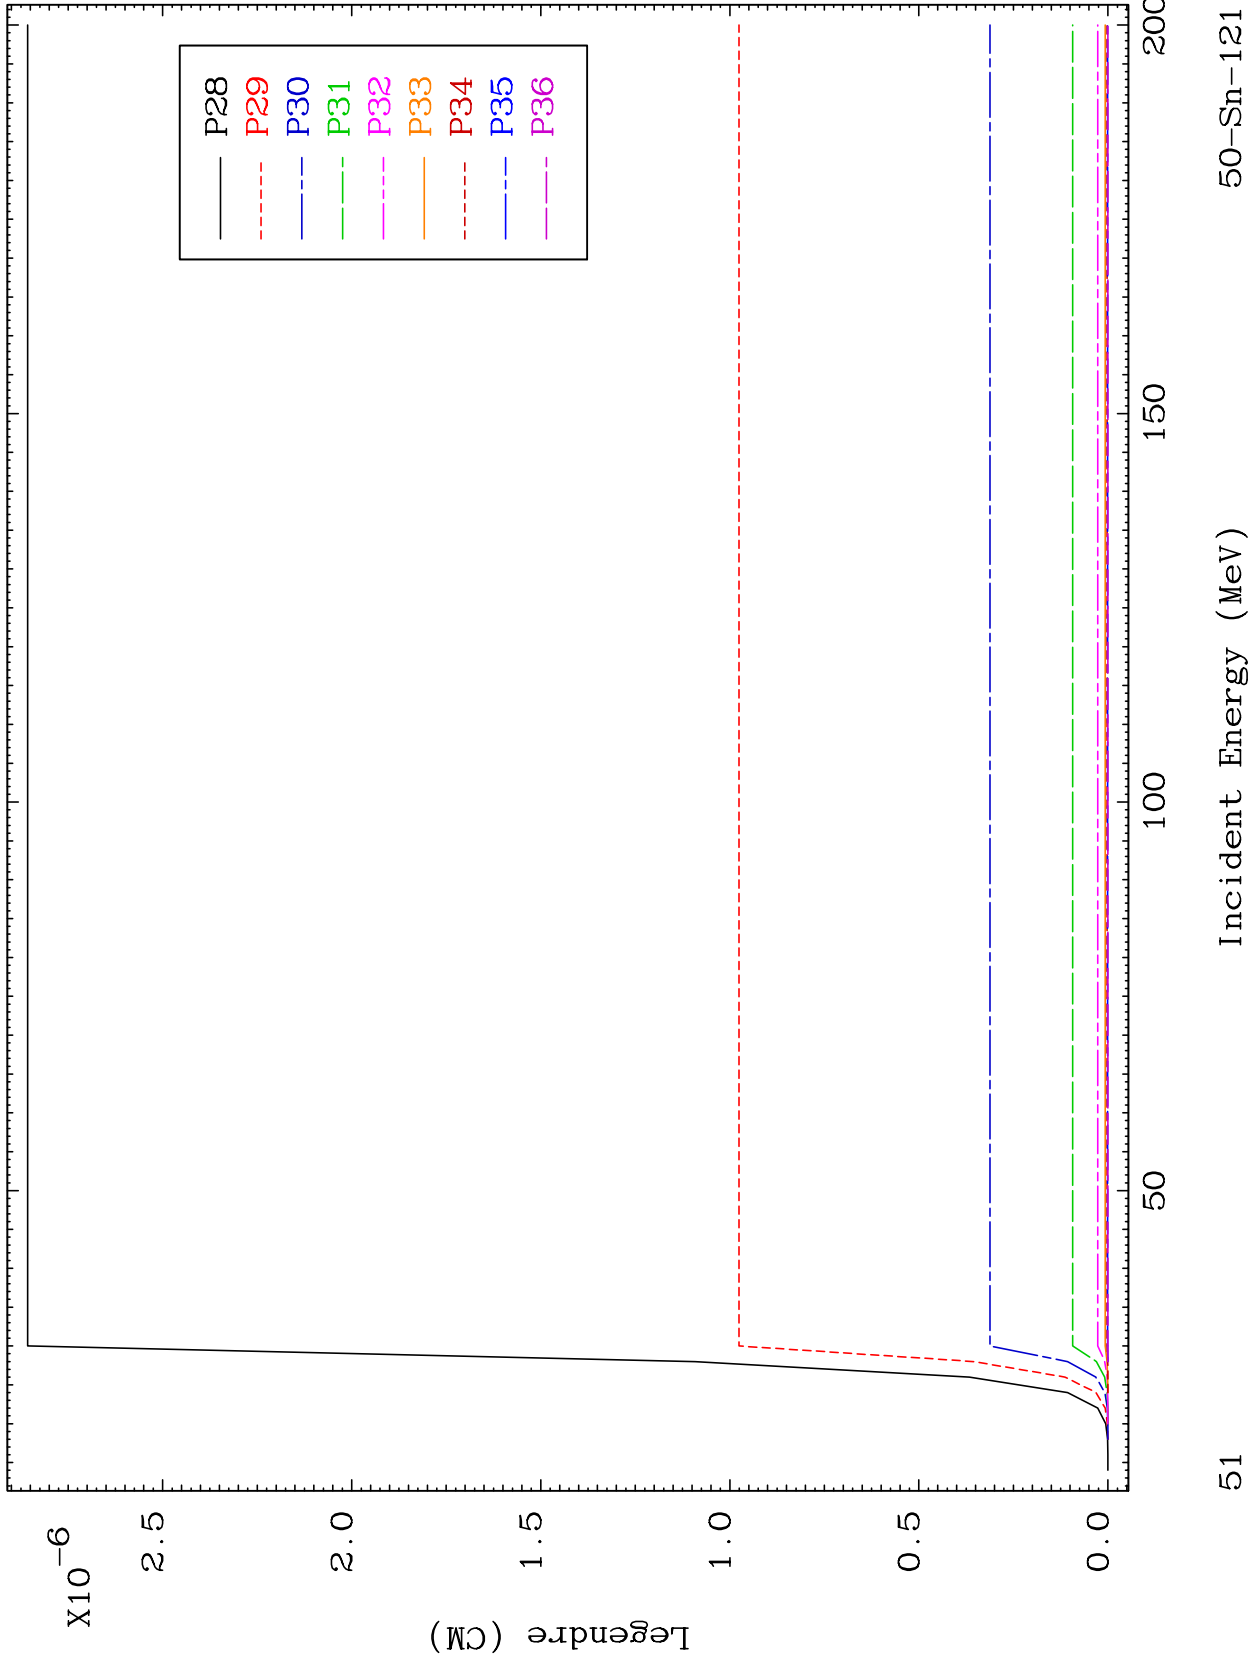 X10-6
2.5
2.0
1.5
1.0
0.5
0.0
Legendre (CM)
P28
P29
P30
P31
P32
P33
P34
P35
P36
50
100
150
200
Incident Energy (MeV)
51
50-Sn-121